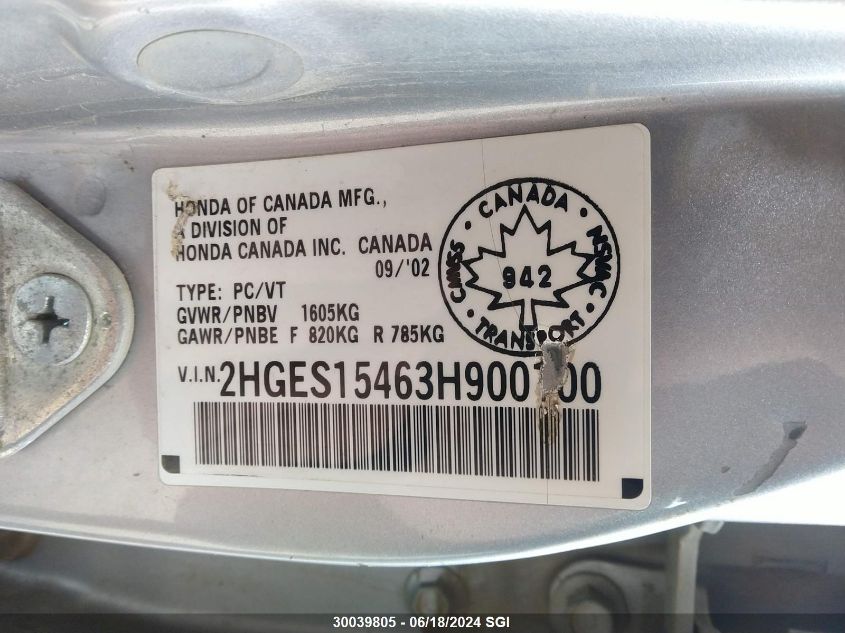 HONDA OF CANADA MFG.,
A DIVISION OF
HONDA CANADA INC. CANADA
09/'02
TYPE: PC/VT
GVWR/PNBV 1605KG
GAWR/PNBE F 820KG R 785KG
V.I.N. 2HGES15463H900100
• CANADA •
CMVSS
NSVAC
942
• TRANSPORT •
30039805 - 06/18/2024 SGI